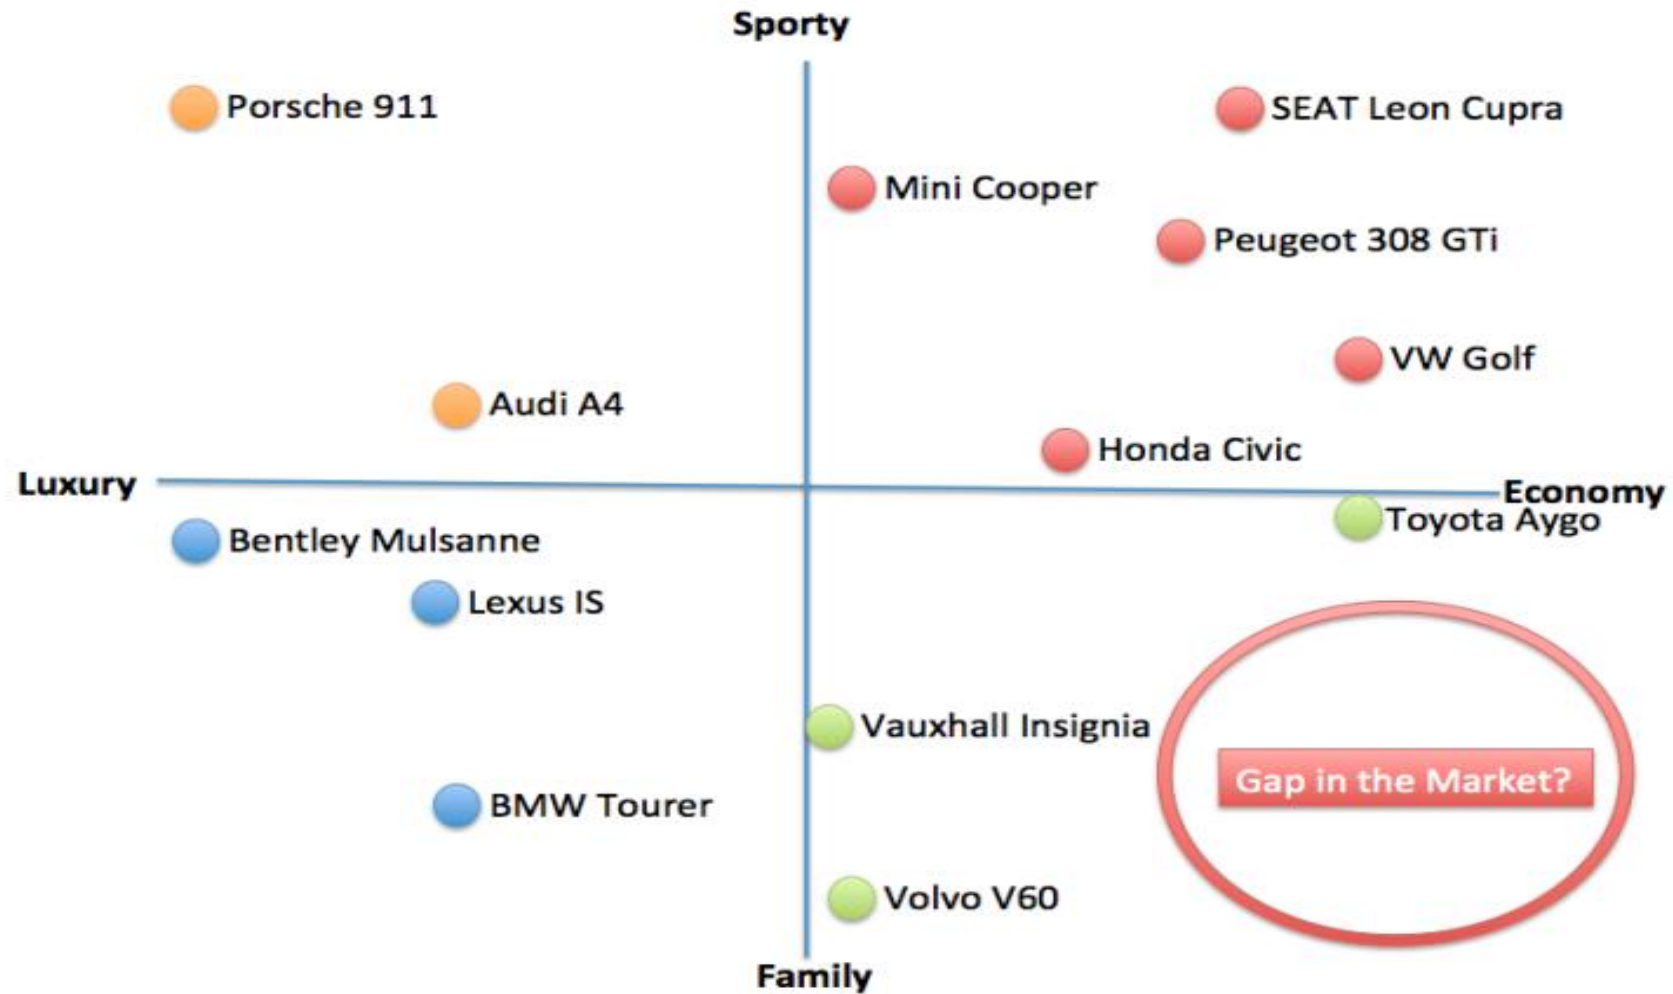 Sporty
Porsche 911
SEAT Leon Cupra
Mini Cooper
Peugeot 308 GTi
VW Golf
Audi A4
Honda Civic
Luxury
Economy
Toyota Aygo
Bentley Mulsanne
Lexus IS
Vauxhall Insignia
Gap in the Market?
BMW Tourer
Volvo V60
Family